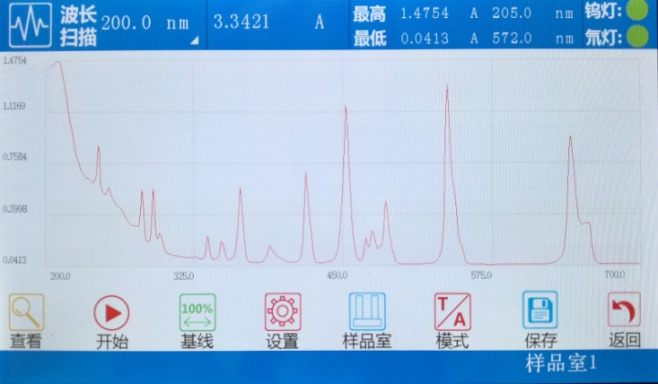 波长扫描 200.0 nm 3.3421 A 最高 1.4754 A 205.0 nm 钨灯:
最低 0.0413 A 572.0 nm 氘灯:
1.4754
1.1169
0.7584
0.3998
0.0413
200.0 325.0 450.0 575.0 700.0
100% T/A
查看 开始 基线 设置 样品室 模式 保存 返回
样品室1